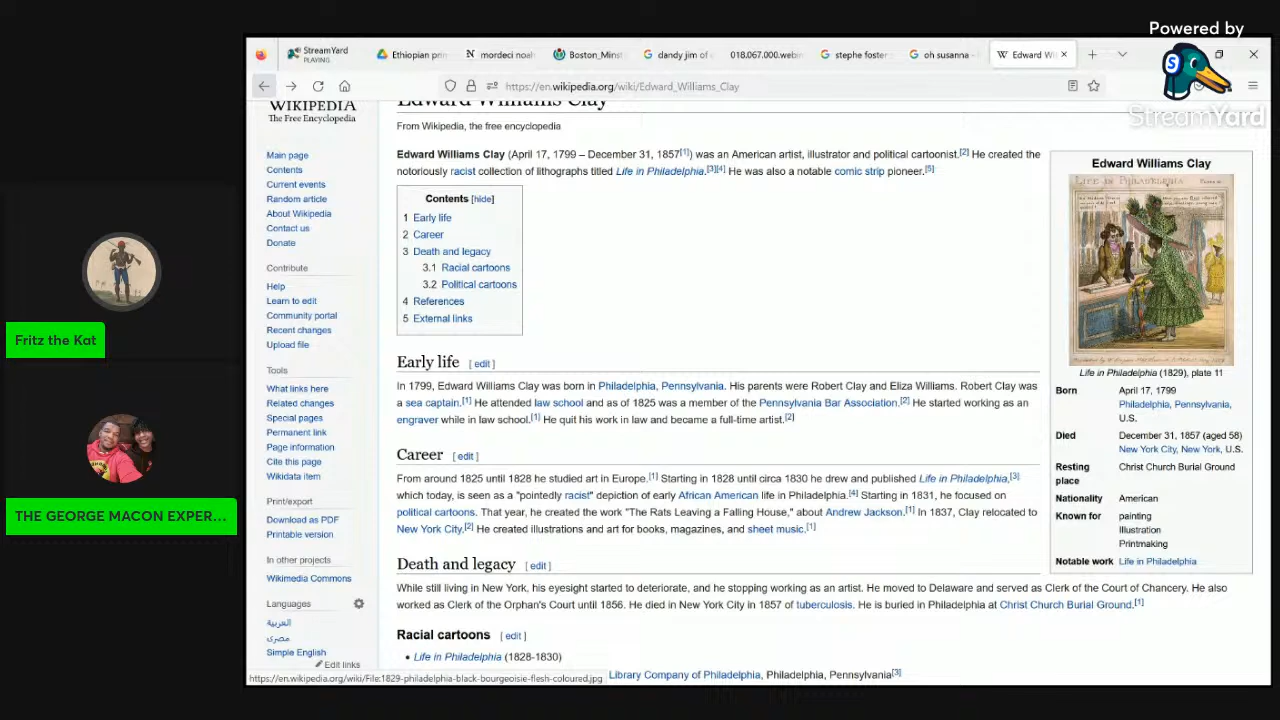 Powered by
StreamYard
StreamYard
PLAYING
Ethiopian prin
mordeci noah
Boston_Minst
dandy jim of c
018.067.000.webm
stephe foster
oh susanna -
Edward Wi
https://en.wikipedia.org/wiki/Edward_Williams_Clay
WIKIPEDIA
The Free Encyclopedia
Main page
Contents
Current events
Random article
About Wikipedia
Contact us
Donate
Contribute
Help
Learn to edit
Community portal
Recent changes
Upload file
Tools
What links here
Related changes
Special pages
Permanent link
Page information
Cite this page
Wikidata item
Print/export
Download as PDF
Printable version
In other projects
Wikimedia Commons
Languages
العربية
مصرى
Simple English
Edit links
Edward Williams Clay
From Wikipedia, the free encyclopedia
Edward Williams Clay (April 17, 1799 – December 31, 1857[1]) was an American artist, illustrator and political cartoonist.[2] He created the
notoriously racist collection of lithographs titled Life in Philadelphia.[3][4] He was also a notable comic strip pioneer.[5]
Contents [hide]
1 Early life
2 Career
3 Death and legacy
3.1 Racial cartoons
3.2 Political cartoons
4 References
5 External links
Early life [ edit ]
In 1799, Edward Williams Clay was born in Philadelphia, Pennsylvania. His parents were Robert Clay and Eliza Williams. Robert Clay was
a sea captain.[1] He attended law school and as of 1825 was a member of the Pennsylvania Bar Association.[2] He started working as an
engraver while in law school.[1] He quit his work in law and became a full-time artist.[2]
Career [ edit ]
From around 1825 until 1828 he studied art in Europe.[1] Starting in 1828 until circa 1830 he drew and published Life in Philadelphia,[3]
which today, is seen as a "pointedly racist" depiction of early African American life in Philadelphia.[4] Starting in 1831, he focused on
political cartoons. That year, he created the work "The Rats Leaving a Falling House," about Andrew Jackson.[1] In 1837, Clay relocated to
New York City.[2] He created illustrations and art for books, magazines, and sheet music.[1]
Death and legacy [ edit ]
While still living in New York, his eyesight started to deteriorate, and he stopping working as an artist. He moved to Delaware and served as Clerk of the Court of Chancery. He also
worked as Clerk of the Orphan's Court until 1856. He died in New York City in 1857 of tuberculosis. He is buried in Philadelphia at Christ Church Burial Ground.[1]
Racial cartoons [ edit ]
• Life in Philadelphia (1828-1830)
Library Company of Philadelphia, Philadelphia, Pennsylvania[3]
Edward Williams Clay
LIFE IN PHILADELPHIA
Life in Philadelphia (1829), plate 11
Born April 17, 1799
Philadelphia, Pennsylvania,
U.S.
Died December 31, 1857 (aged 58)
New York City, New York, U.S.
Resting place Christ Church Burial Ground
Nationality American
Known for painting
Illustration
Printmaking
Notable work Life in Philadelphia
https://en.wikipedia.org/wiki/File:1829-philadelphia-black-bourgeoisie-flesh-coloured.jpg
Fritz the Kat
THE GEORGE MACON EXPER...